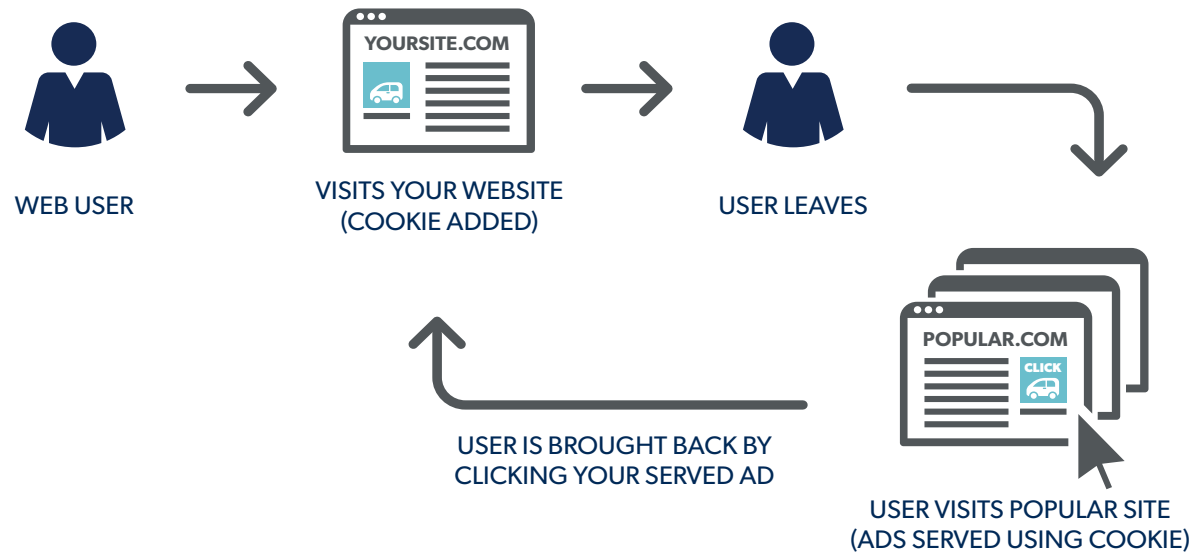 YOURSITE.COM
WEB USER
VISITS YOUR WEBSITE
(COOKIE ADDED)
USER LEAVES
POPULAR.COM
CLICK
USER IS BROUGHT BACK BY
CLICKING YOUR SERVED AD
USER VISITS POPULAR SITE
(ADS SERVED USING COOKIE)